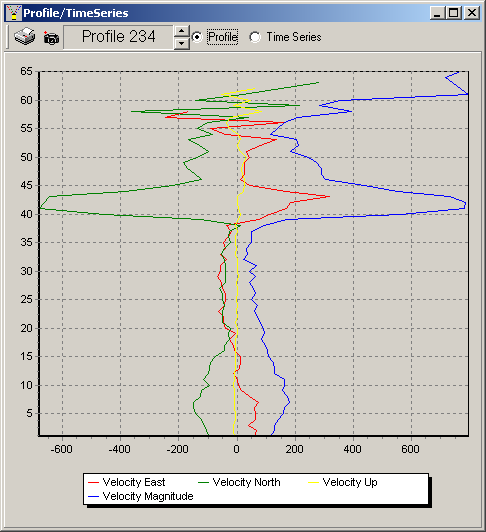 Profile/TimeSeries
Profile 234 Profile Time Series
65
60
55
50
45
40
35
30
25
20
15
10
5
-600 -400 -200 0 200 400 600
Velocity East Velocity North Velocity Up
Velocity Magnitude